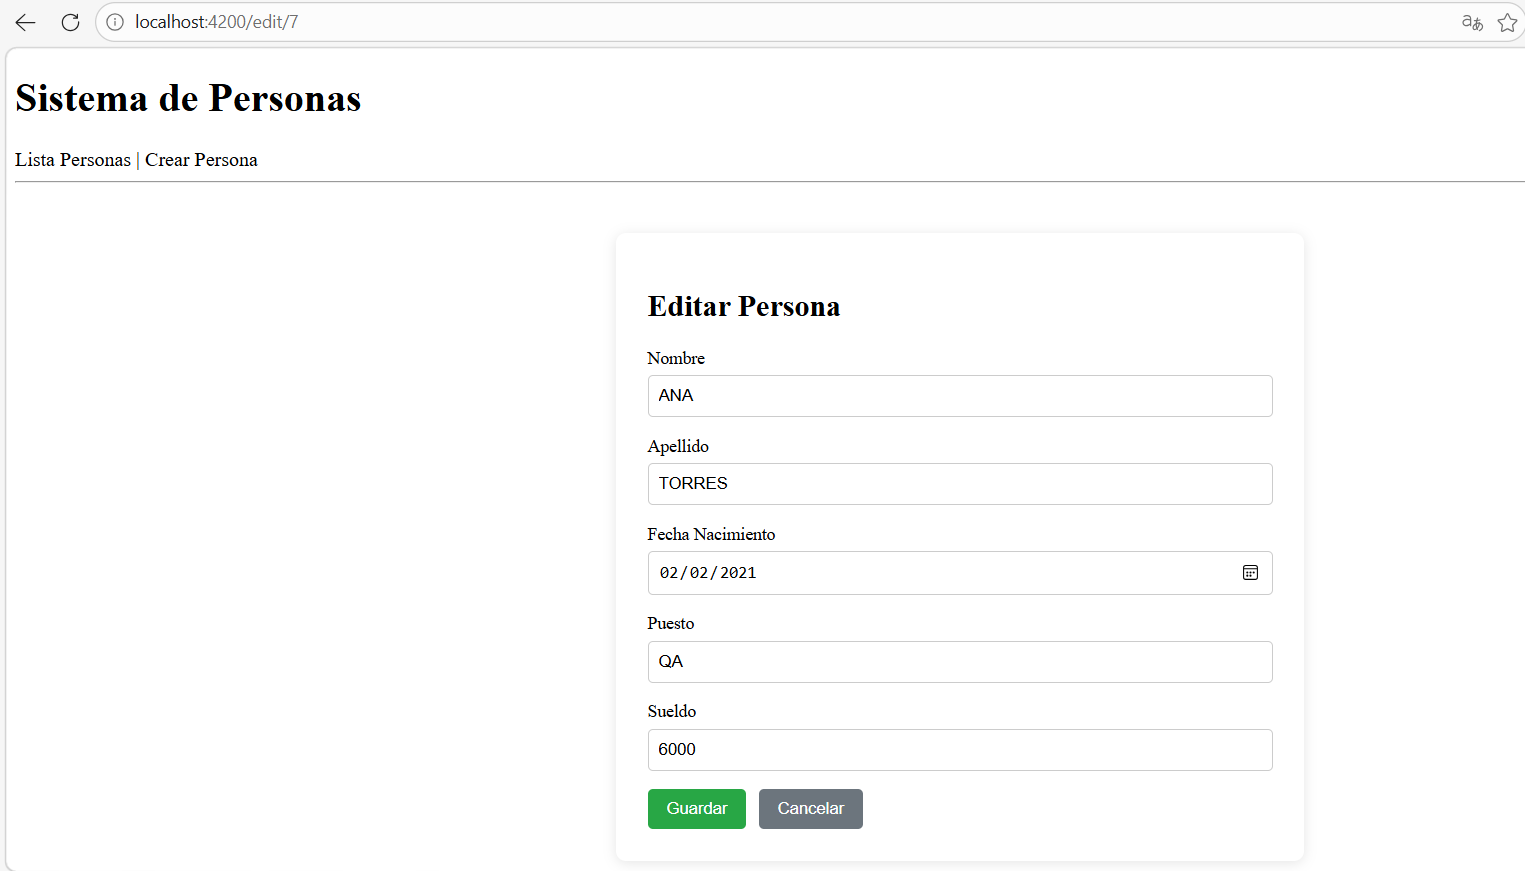 localhost:4200/edit/7
Sistema de Personas
Lista Personas | Crear Persona
Editar Persona
Nombre
ANA
Apellido
TORRES
Fecha Nacimiento
02/02/2021
Puesto
QA
Sueldo
6000
Guardar Cancelar